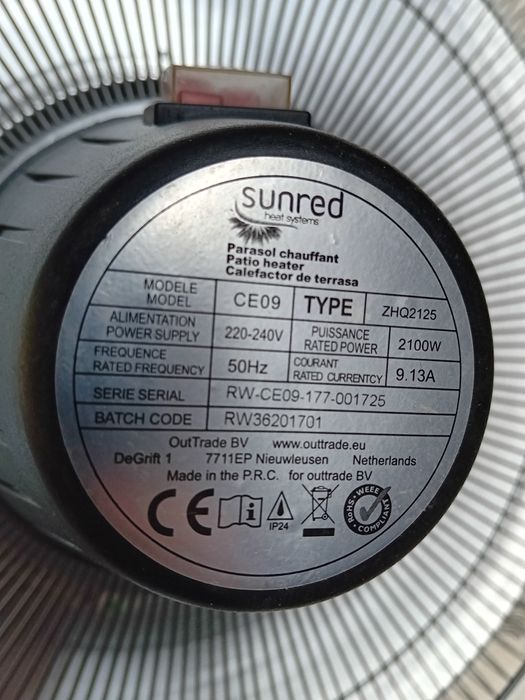 sunred
heat systems
Parasol chauffant
Patio heater
Calefactor de terrasa
MODELE
MODEL
CE09
TYPE
ZHQ2125
ALIMENTATION
POWER SUPPLY
220-240V
PUISSANCE
RATED POWER
2100W
FREQUENCE
RATED FREQUENCY
50Hz
COURANT
RATED CURRENTCY
9.13A
SERIE SERIAL
RW-CE09-177-001725
BATCH CODE
RW36201701
OutTrade BV www.outtrade.eu
DeGrift 1 7711EP Nieuwleusen Netherlands
Made in the P.R.C. for outtrade BV
CE
i
IP24
RoHS • WEEE
COMPLIANT